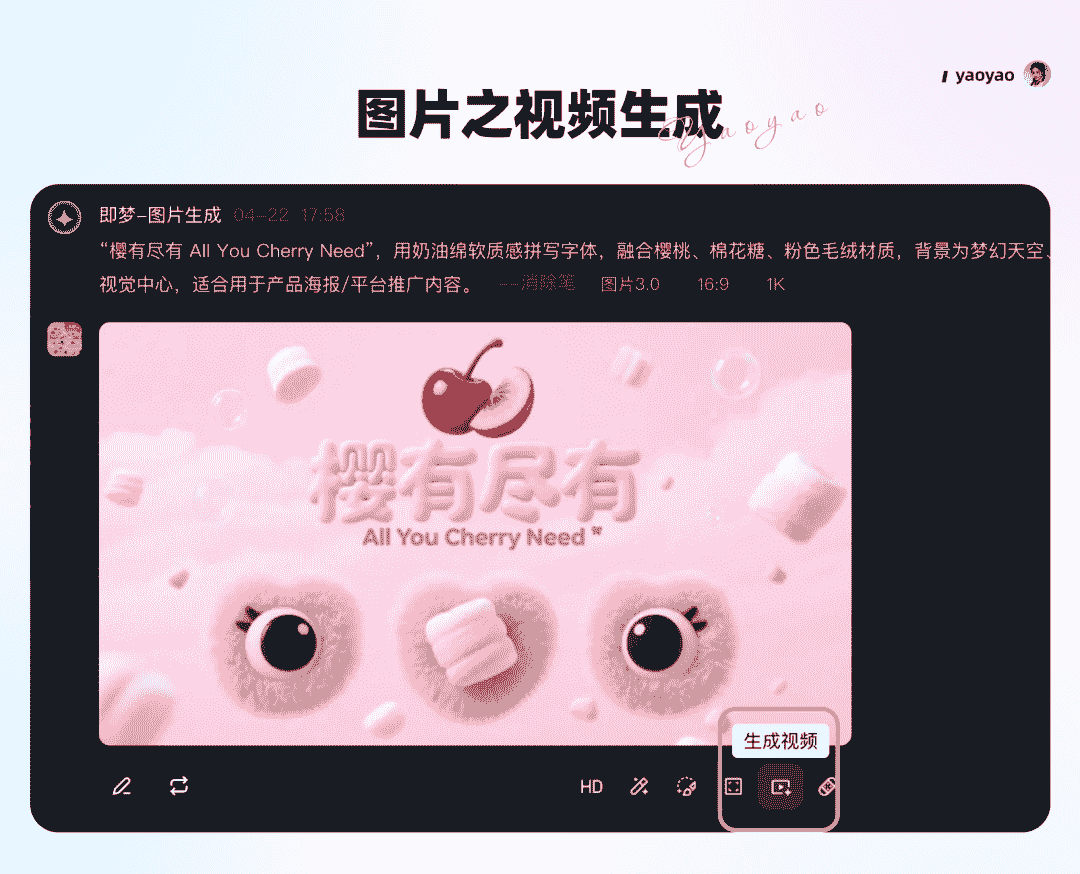 yaoyao
图片之视频生成
Yaoyao
即梦-图片生成 04-22 17:58
“樱有尽有 All You Cherry Need”，用奶油绵软质感拼写字体，融合樱桃、棉花糖、粉色毛绒材质，背景为梦幻天空、
视觉中心，适合用于产品海报/平台推广内容。 --消除笔 图片3.0 16:9 1K
樱有尽有
All You Cherry Need
生成视频
HD